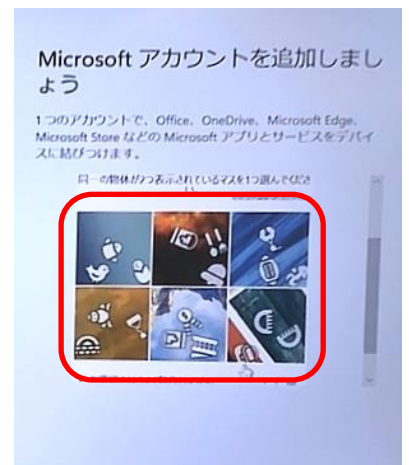 Microsoft アカウントを追加しまし
ょう
1 つのアカウントで、Office、OneDrive、Microsoft Edge、
Microsoft Store などの Microsoft アプリとサービスをデバイ
スに結びつけます。
同一の物体が2つ表示されているマスを1つ選んでくださ
い